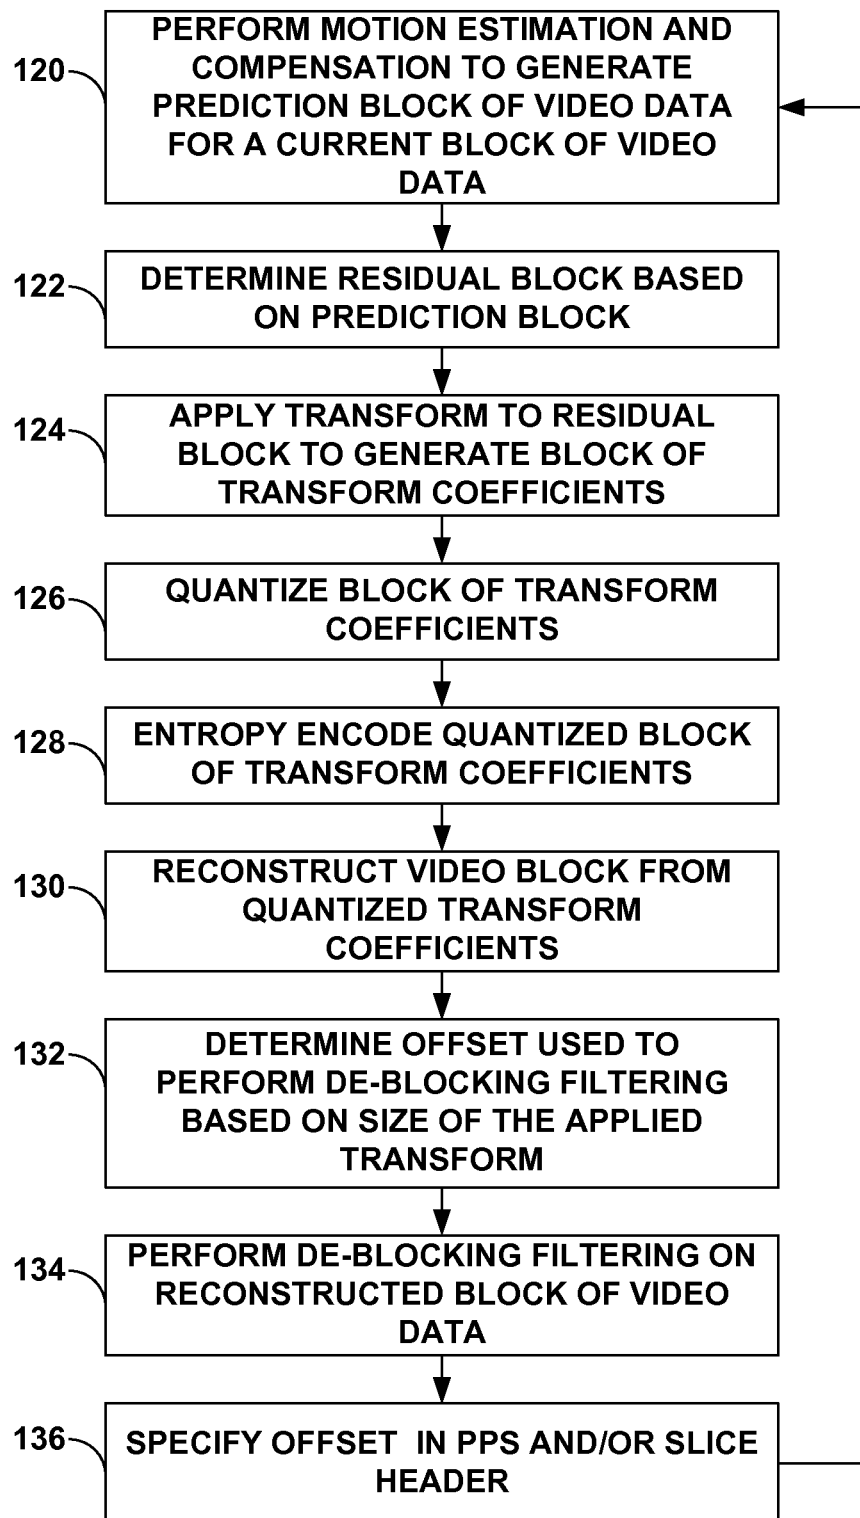 120
PERFORM MOTION ESTIMATION AND
COMPENSATION TO GENERATE
PREDICTION BLOCK OF VIDEO DATA
FOR A CURRENT BLOCK OF VIDEO
DATA
122
DETERMINE RESIDUAL BLOCK BASED
ON PREDICTION BLOCK
124
APPLY TRANSFORM TO RESIDUAL
BLOCK TO GENERATE BLOCK OF
TRANSFORM COEFFICIENTS
126
QUANTIZE BLOCK OF TRANSFORM
COEFFICIENTS
128
ENTROPY ENCODE QUANTIZED BLOCK
OF TRANSFORM COEFFICIENTS
130
RECONSTRUCT VIDEO BLOCK FROM
QUANTIZED TRANSFORM
COEFFICIENTS
132
DETERMINE OFFSET USED TO
PERFORM DE-BLOCKING FILTERING
BASED ON SIZE OF THE APPLIED
TRANSFORM
134
PERFORM DE-BLOCKING FILTERING ON
RECONSTRUCTED BLOCK OF VIDEO
DATA
136
SPECIFY OFFSET IN PPS AND/OR SLICE
HEADER